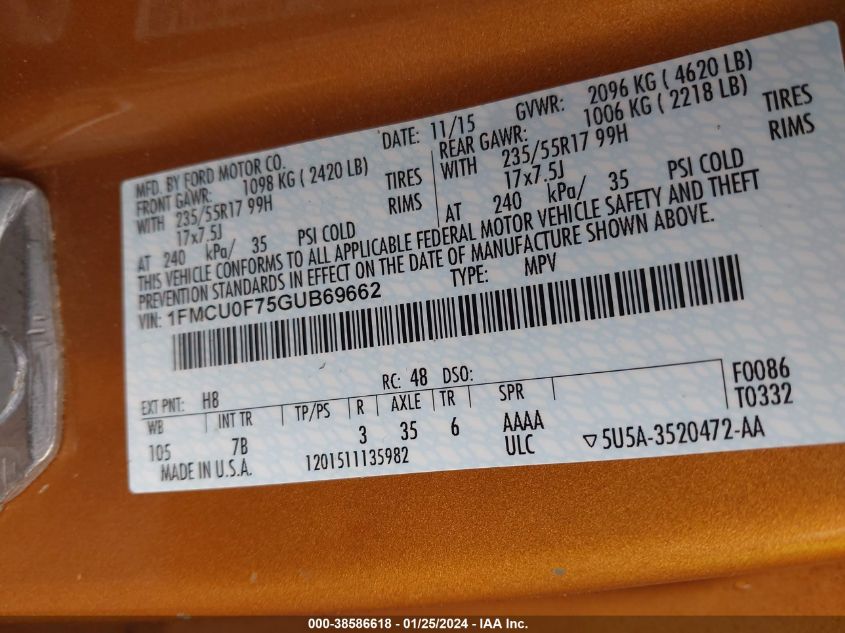 MFD. BY FORD MOTOR CO. DATE: 11/15 GVWR: 2096 KG ( 4620 LB)
FRONT GAWR: 1098 KG ( 2420 LB) REAR GAWR: 1006 KG ( 2218 LB)
WITH 235/55R17 99H TIRES WITH 235/55R17 99H TIRES
17x7.5J RIMS 17x7.5J RIMS
AT 240 kPa/ 35 PSI COLD AT 240 kPa/ 35 PSI COLD
THIS VEHICLE CONFORMS TO ALL APPLICABLE FEDERAL MOTOR VEHICLE SAFETY AND THEFT
PREVENTION STANDARDS IN EFFECT ON THE DATE OF MANUFACTURE SHOWN ABOVE.
VIN: 1FMCU0F75GUB69662 TYPE: MPV
EXT PNT: H8 RC: 48 DSO: F0086
WB INT TR TP/PS R AXLE TR SPR T0332
105 7B 3 35 6 AAAA
ULC ▽5U5A-3520472-AA
MADE IN U.S.A. 1201511135982
000-38586618 - 01/25/2024 - IAAI Inc.